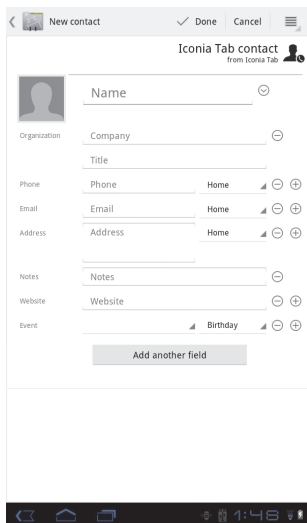 New contact Done Cancel
Iconia Tab contact
from Iconia Tab
Name
Organization Company
Title
Phone Phone Home
Email Email Home
Address Address Home
Notes Notes
Website Website
Event Birthday
Add another field
1:48